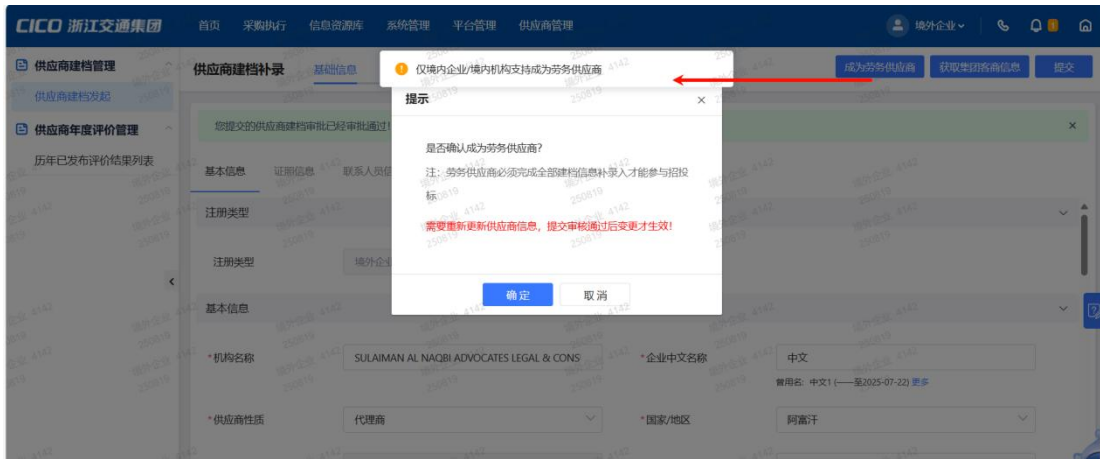 CICO 浙江交通集团 首页 采购执行 信息资源库 系统管理 平台管理 供应商管理 境外企业
供应商建档管理
供应商建档发起
供应商年度评价管理
历年已发布评价结果列表
供应商建档补录 基础信息 成为劳务供应商 获取集团客商信息 提交
仅境内企业/境内机构支持成为劳务供应商
您提交的供应商建档审批已经审批通过!
提示
是否确认成为劳务供应商?
注:劳务供应商必须完成全部建档信息补录入才能参与招投
标
需要重新更新供应商信息,提交审核通过后变更才生效!
确定 取消
基本信息 证照信息 联系人员信
注册类型
注册类型 境外企业
基本信息
*机构名称 SULAIMAN AL NAQBI ADVOCATES LEGAL & CONS *企业中文名称 中文
曾用名: 中文1 (——至2025-07-22) 更多
*供应商性质 代理商 *国家/地区 阿富汗
境外企业 4142
250819